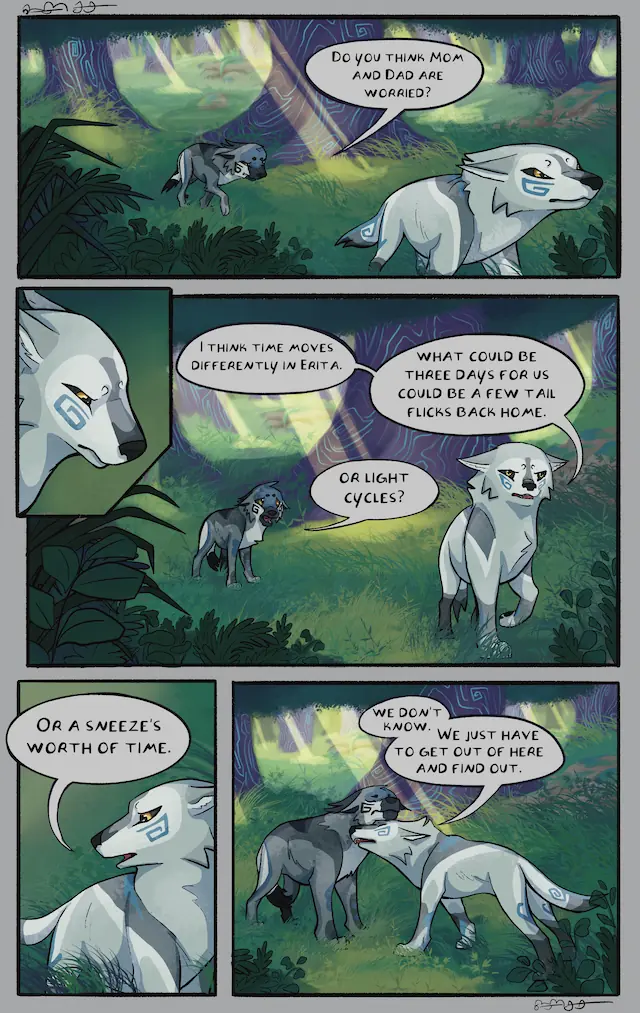 DO YOU THINK MOM
AND DAD ARE
WORRIED?
I THINK TIME MOVES
DIFFERENTLY IN ERITA.
WHAT COULD BE
THREE DAYS FOR US
COULD BE A FEW TAIL
FLICKS BACK HOME.
OR LIGHT
CYCLES?
OR A SNEEZE'S
WORTH OF TIME.
WE DON'T
KNOW.
WE JUST HAVE
TO GET OUT OF HERE
AND FIND OUT.